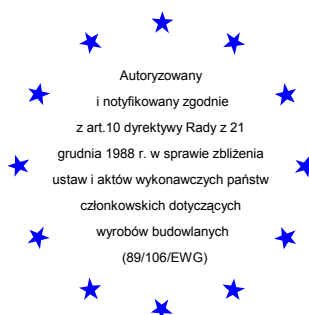 Autoryzowany
i notyfikowany zgodnie
z art.10 dyrektywy Rady z 21
grudnia 1988 r. w sprawie zbliżenia
ustaw i aktów wykonawczych państw
członkowskich dotyczących
wyrobów budowlanych
(89/106/EWG)